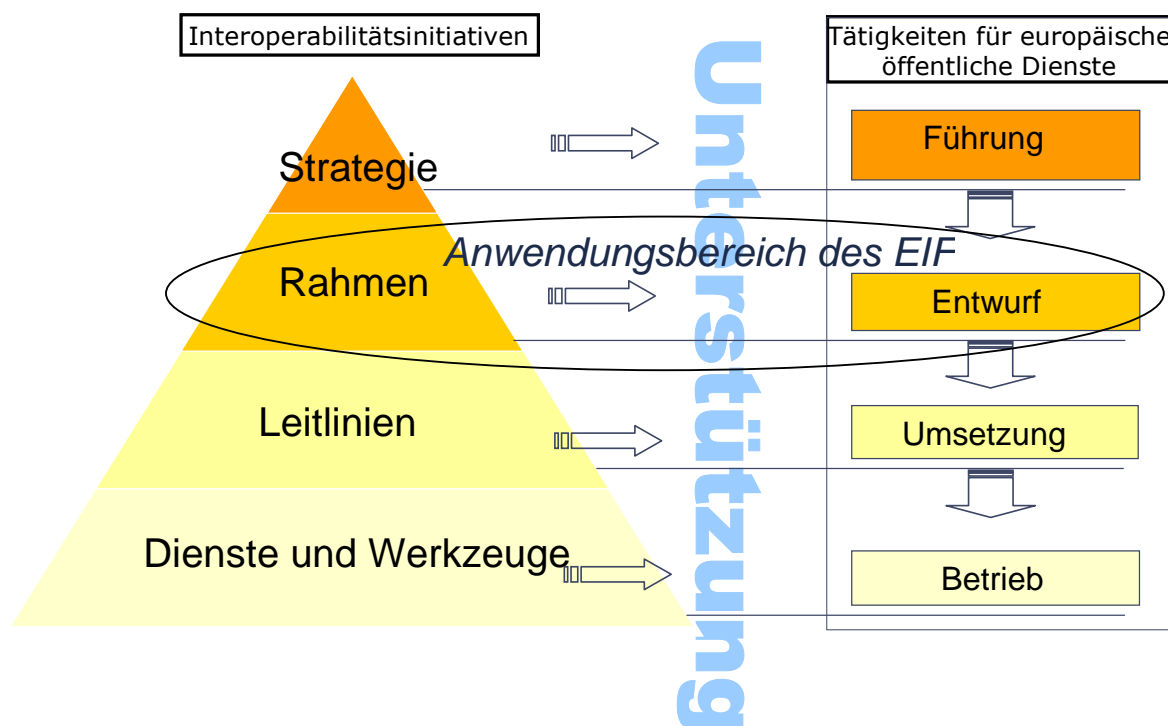 Interoperabilitätsinitiativen
Tätigkeiten für europäische
öffentliche Dienste
Unterstützung
Strategie
Führung
Anwendungsbereich des EIF
Rahmen
Entwurf
Leitlinien
Umsetzung
Dienste und Werkzeuge
Betrieb